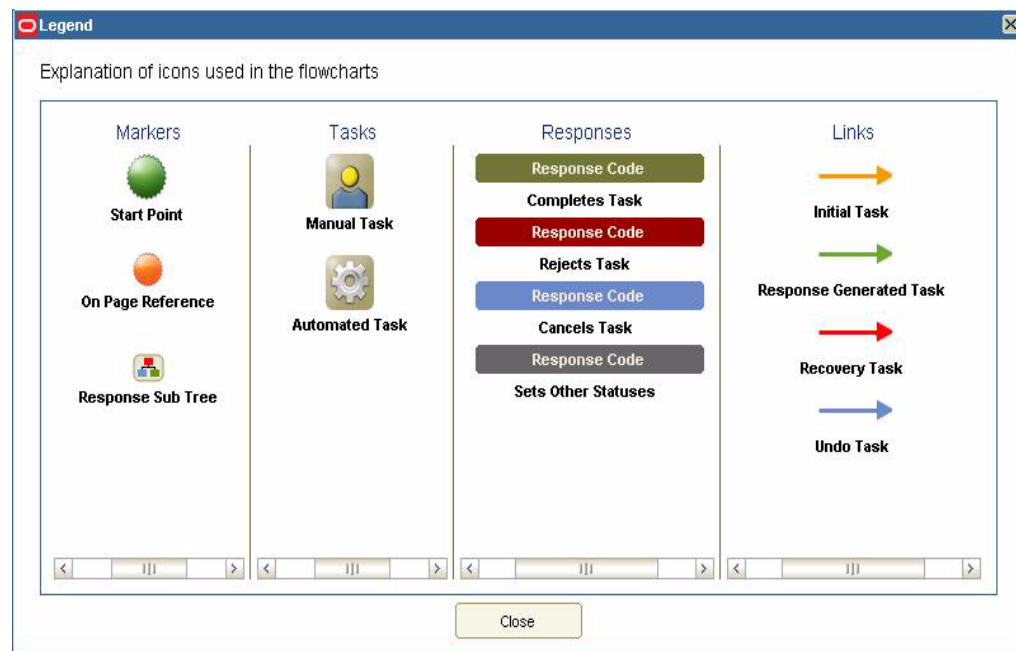 Legend
Explanation of icons used in the flowcharts
Markers
Start Point
On Page Reference
Response Sub Tree
Tasks
Manual Task
Automated Task
Responses
Response Code
Completes Task
Response Code
Rejects Task
Response Code
Cancels Task
Response Code
Sets Other Statuses
Links
Initial Task
Response Generated Task
Recovery Task
Undo Task
Close